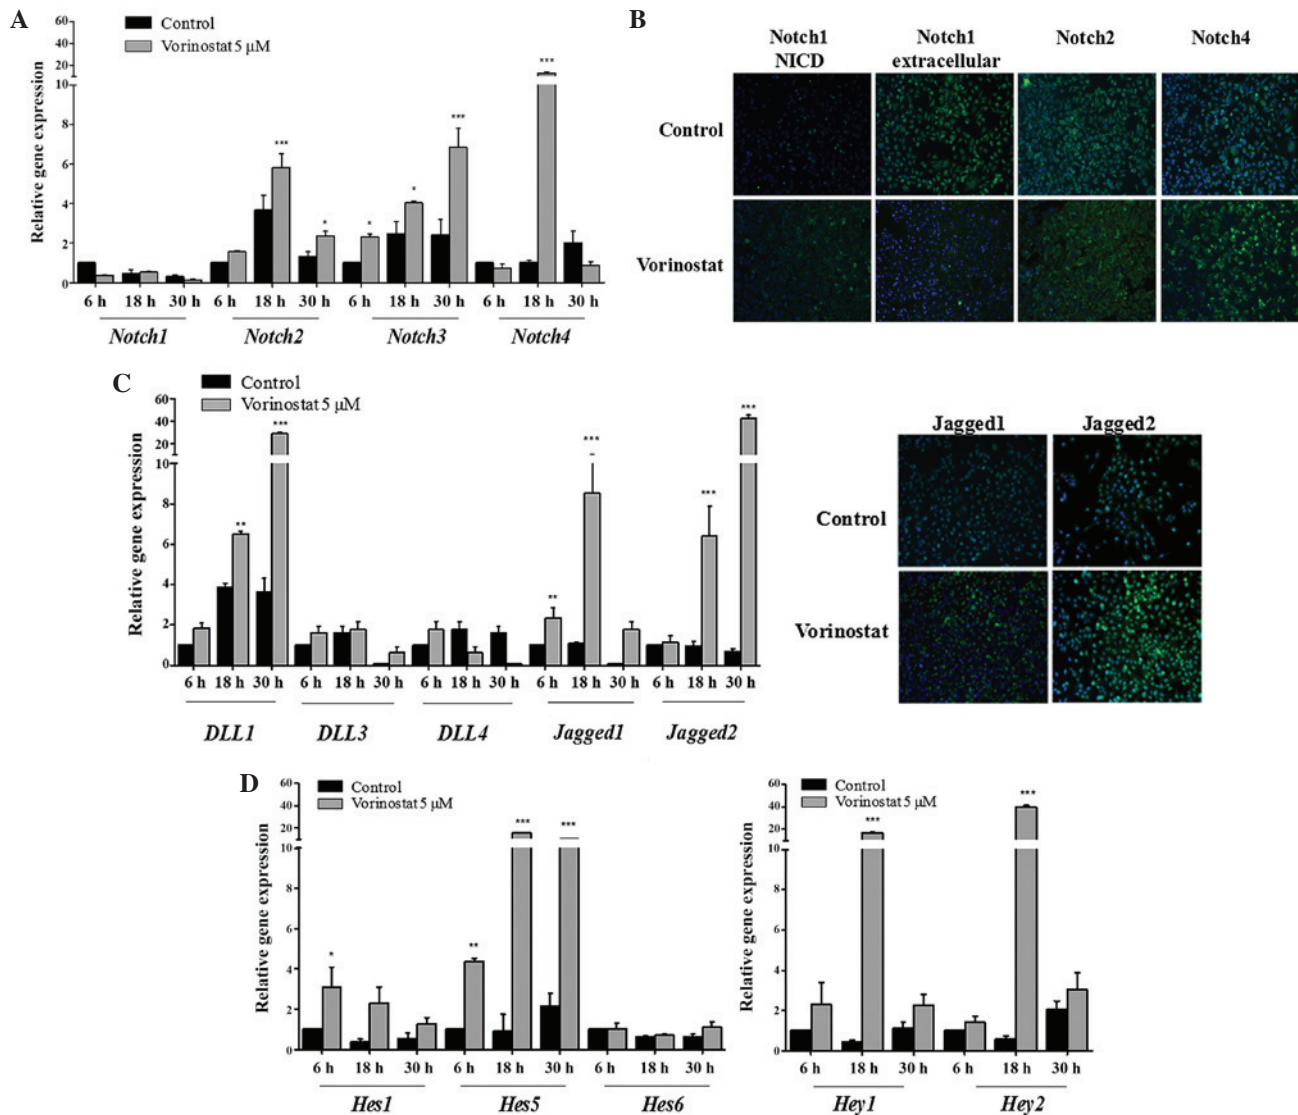 A
Control
Vorinostat 5 µM
Relative gene expression
60
40
20
10
8
6
4
2
0
***
*
*
*
***
***
6 h 18 h 30 h 6 h 18 h 30 h 6 h 18 h 30 h 6 h 18 h 30 h
Notch1 Notch2 Notch3 Notch4
B
Notch1 NICD
Notch1 extracellular
Notch2
Notch4
Control
Vorinostat
C
Control
Vorinostat 5 µM
Relative gene expression
60
40
20
10
8
6
4
2
0
**
***
**
***
***
***
6 h 18 h 30 h 6 h 18 h 30 h 6 h 18 h 30 h 6 h 18 h 30 h 6 h 18 h 30 h
DLL1 DLL3 DLL4 Jagged1 Jagged2
Jagged1 Jagged2
Control
Vorinostat
D
Control
Vorinostat 5 µM
Relative gene expression
60
40
20
10
8
6
4
2
0
*
**
***
***
6 h 18 h 30 h 6 h 18 h 30 h 6 h 18 h 30 h
Hes1 Hes5 Hes6
Control
Vorinostat 5 µM
Relative gene expression
60
40
20
10
8
6
4
2
0
***
***
6 h 18 h 30 h 6 h 18 h 30 h
Hey1 Hey2